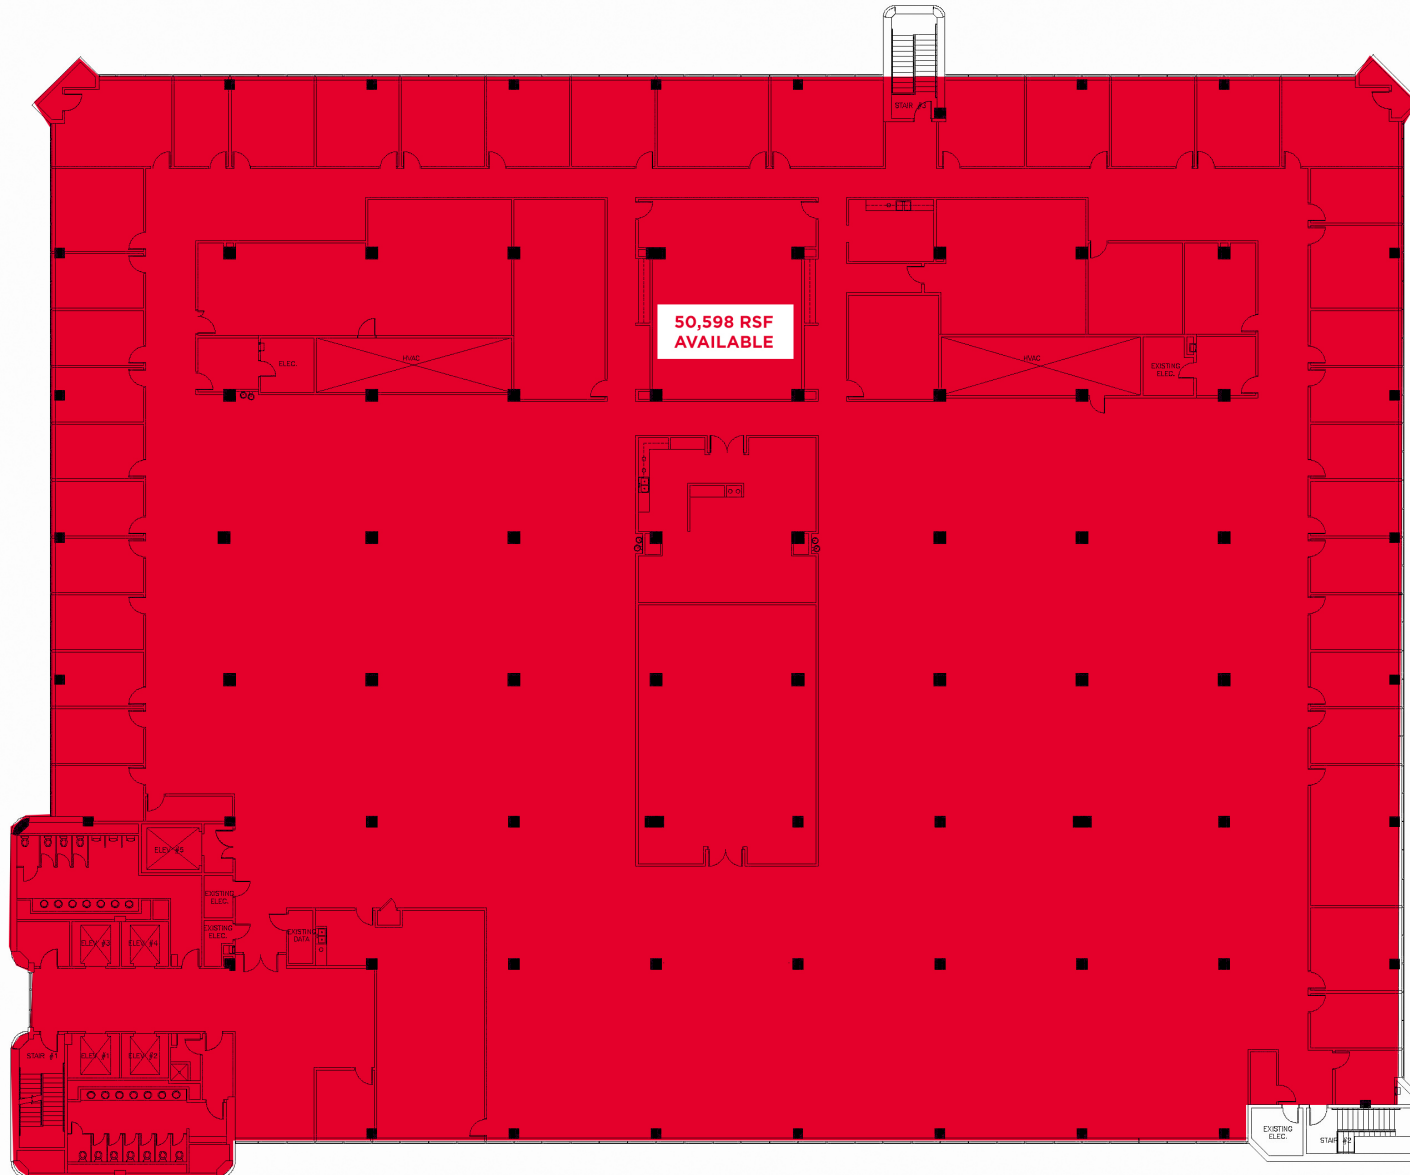 STAIR #3
50,598 RSF
AVAILABLE
HVAC
ELEC.
HVAC
EXISTING
ELEC.
ELEV #5
EXISTING
ELEC.
EXISTING
ELEC.
EXISTING
DATA
ELEV #3
ELEV #4
STAIR #1
ELEV #1
ELEV #2
EXISTING
ELEC.
STAIR #2